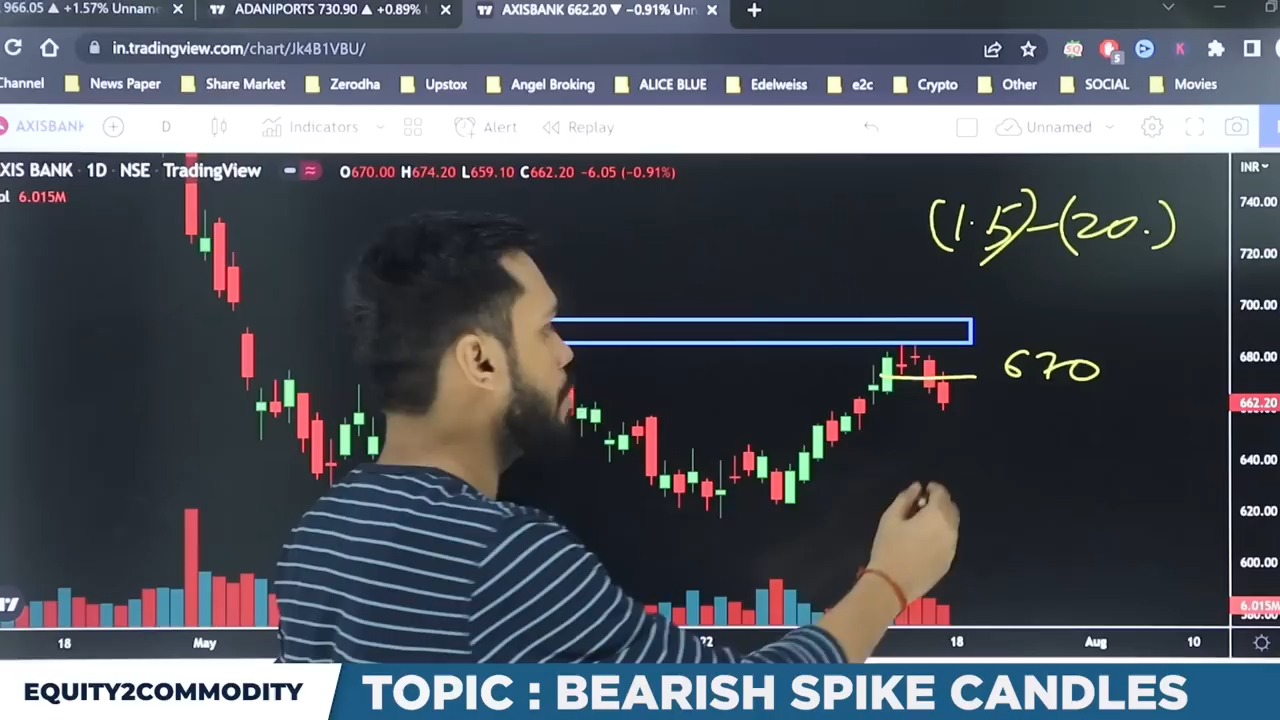 966.05 ▲ +1.57% Unnam
ADANIPORTS 730.90 ▲ +0.89%
AXISBANK 662.20 ▼ −0.91% Unn
in.tradingview.com/chart/Jk4B1VBU/
Channel News Paper Share Market Zerodha Upstox Angel Broking ALICE BLUE Edelweiss e2c Crypto Other SOCIAL Movies
AXISBANK D Indicators Alert Replay Unnamed
XIS BANK · 1D · NSE TradingView O670.00 H674.20 L659.10 C662.20 −6.05 (−0.91%)
INR
ol 6.015M
(1.5)-(20.)
670
740.00
720.00
700.00
680.00
662.20
640.00
620.00
600.00
6.015M
18 May 22 18 Aug 10
EQUITY2COMMODITY
TOPIC : BEARISH SPIKE CANDLES